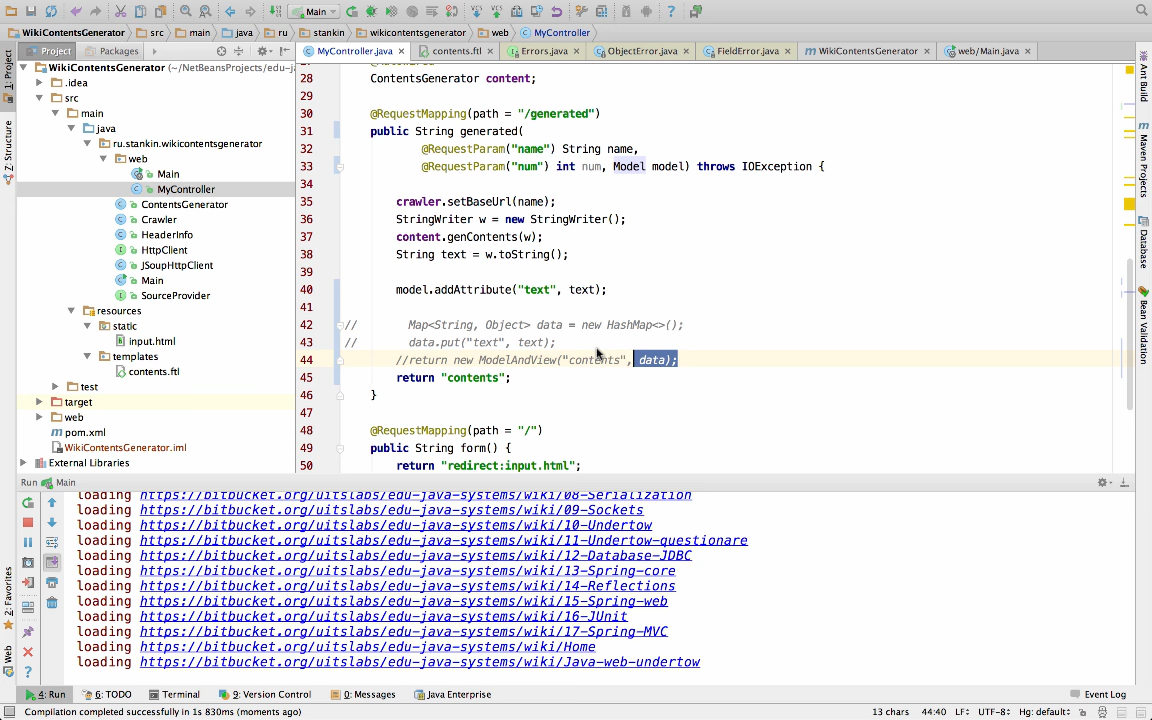 Main
WikiContentsGenerator
src
main
java
ru
stankin
wikicontentsgenerator
web
MyController
Project
Packages
MyController.java
contents.ftl
Errors.java
ObjectError.java
FieldError.java
WikiContentsGenerator
web/Main.java
1: Project
Z: Structure
2: Favorites
Web
Ant Build
Maven Projects
Database
Bean Validation
WikiContentsGenerator (~/NetBeansProjects/edu-j
.idea
src
main
java
ru.stankin.wikicontentsgenerator
web
Main
MyController
ContentsGenerator
Crawler
HeaderInfo
HttpClient
JSoupHttpClient
Main
SourceProvider
resources
static
input.html
templates
contents.ftl
test
target
web
pom.xml
WikiContentsGenerator.iml
External Libraries
28 ContentsGenerator content;
29
30 @RequestMapping(path = "/generated")
31 public String generated(
32 @RequestParam("name") String name,
33 @RequestParam("num") int num, Model model) throws IOException {
34
35 crawler.setBaseUrl(name);
36 StringWriter w = new StringWriter();
37 content.genContents(w);
38 String text = w.toString();
39
40 model.addAttribute("text", text);
41
42 // Map<String, Object> data = new HashMap<>();
43 // data.put("text", text);
44 //return new ModelAndView("contents", data);
45 return "contents";
46 }
47
48 @RequestMapping(path = "/")
49 public String form() {
50 return "redirect:input.html";
Run Main
loading https://bitbucket.org/uitslabs/edu-java-systems/wiki/08-Serialization
loading https://bitbucket.org/uitslabs/edu-java-systems/wiki/09-Sockets
loading https://bitbucket.org/uitslabs/edu-java-systems/wiki/10-Undertow
loading https://bitbucket.org/uitslabs/edu-java-systems/wiki/11-Undertow-questionare
loading https://bitbucket.org/uitslabs/edu-java-systems/wiki/12-Database-JDBC
loading https://bitbucket.org/uitslabs/edu-java-systems/wiki/13-Spring-core
loading https://bitbucket.org/uitslabs/edu-java-systems/wiki/14-Reflections
loading https://bitbucket.org/uitslabs/edu-java-systems/wiki/15-Spring-web
loading https://bitbucket.org/uitslabs/edu-java-systems/wiki/16-JUnit
loading https://bitbucket.org/uitslabs/edu-java-systems/wiki/17-Spring-MVC
loading https://bitbucket.org/uitslabs/edu-java-systems/wiki/Home
loading https://bitbucket.org/uitslabs/edu-java-systems/wiki/Java-web-undertow
4: Run
6: TODO
Terminal
9: Version Control
0: Messages
Java Enterprise
Event Log
Compilation completed successfully in 1s 830ms (moments ago)
13 chars
44:40
LF
UTF-8
Hg: default